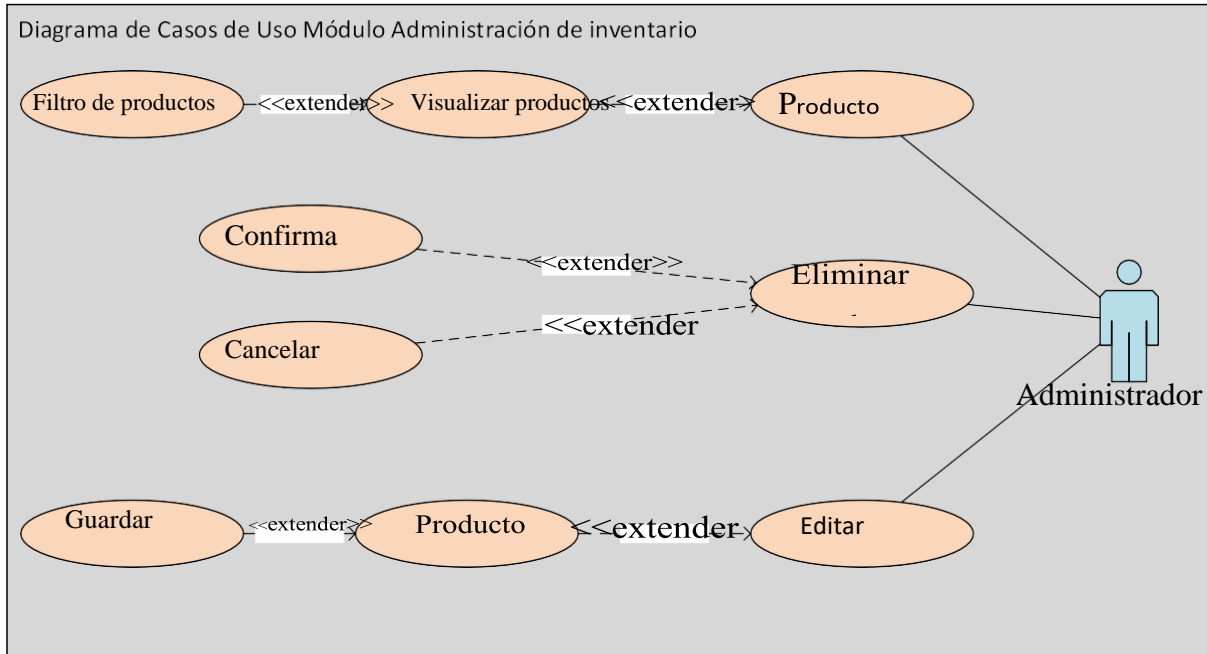 Diagrama de Casos de Uso Módulo Administración de inventario
Filtro de productos
<<extender>>
Visualizar productos
<<extender>>
Producto
Confirma
<<extender>>
Eliminar
Cancelar
<<extender
Administrador
Guardar
<<extender>>
Producto
<<extender
Editar